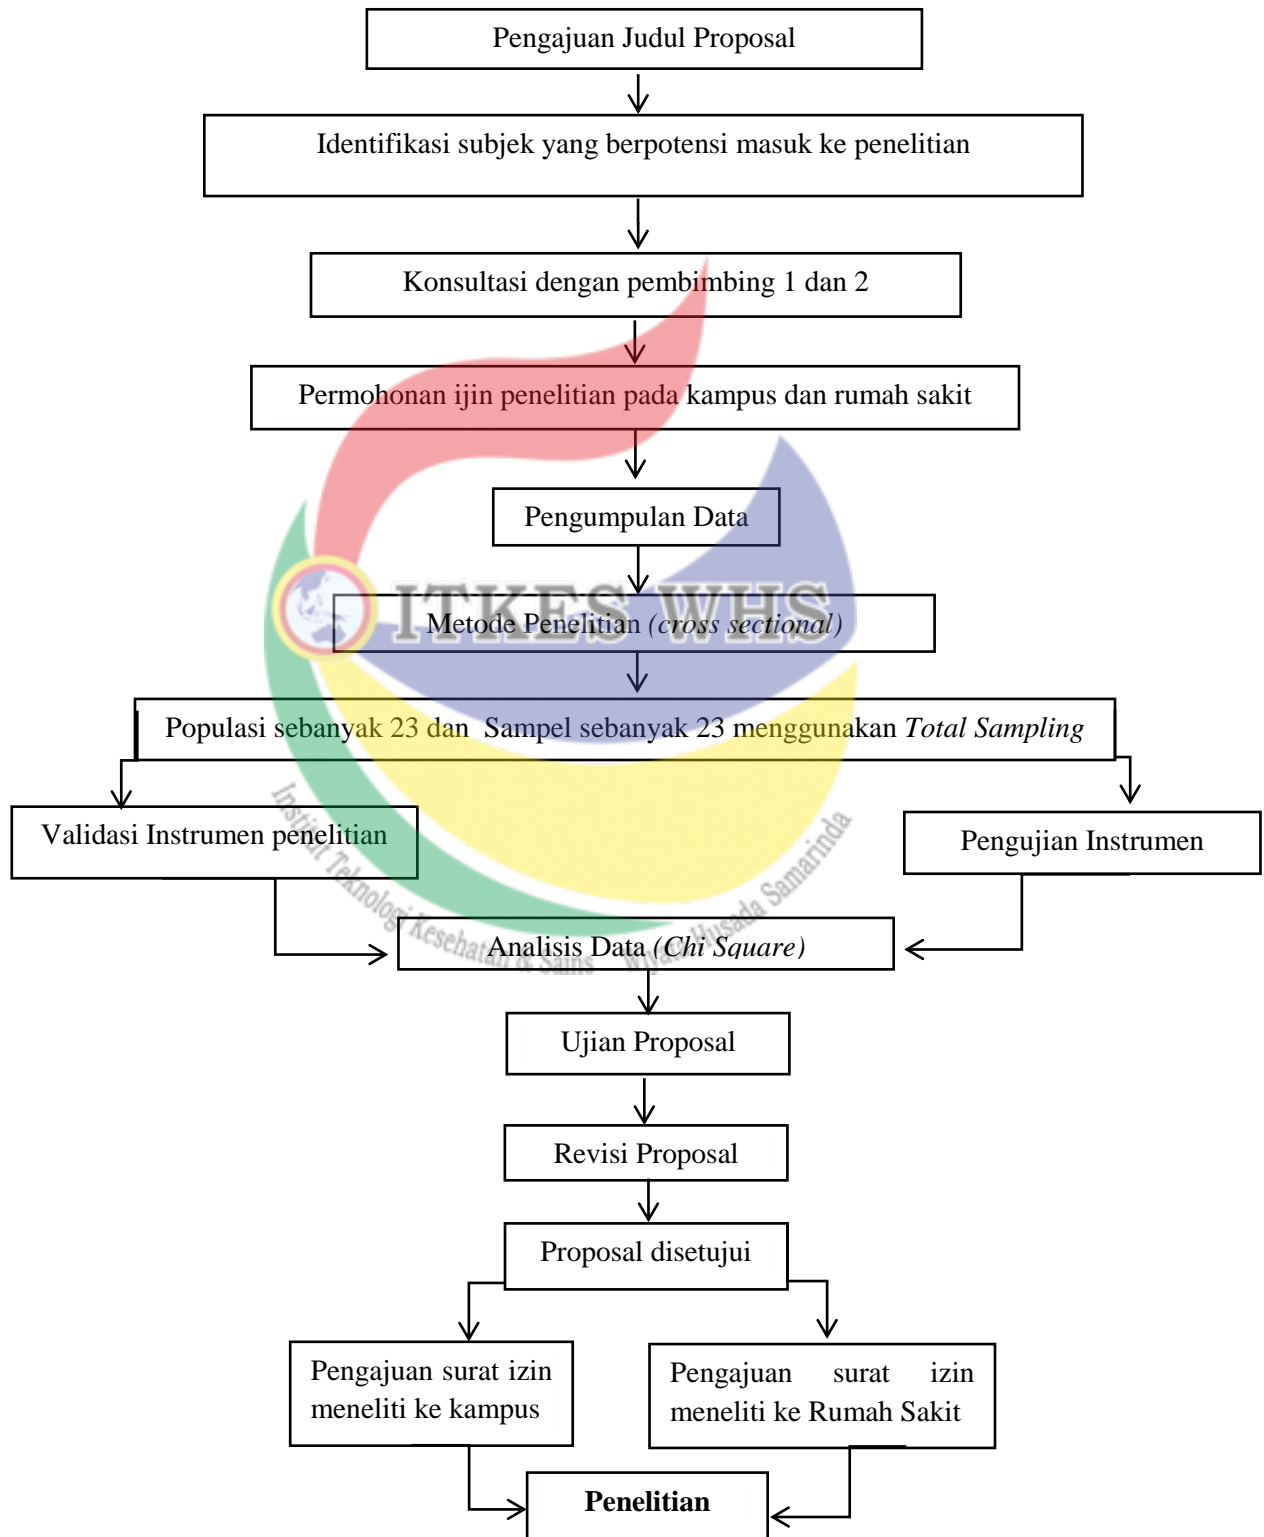 Pengajuan Judul Proposal
Identifikasi subjek yang berpotensi masuk ke penelitian
Konsultasi dengan pembimbing 1 dan 2
Permohonan ijin penelitian pada kampus dan rumah sakit
Pengumpulan Data
ITKES WHS
Metode Penelitian (cross sectional)
Populasi sebanyak 23 dan Sampel sebanyak 23 menggunakan Total Sampling
Validasi Instrumen penelitian
Pengujian Instrumen
Institut Teknologi Kesehatan & Sains Wiyata Husada Samarinda
Analisis Data (Chi Square)
Ujian Proposal
Revisi Proposal
Proposal disetujui
Pengajuan surat izin
meneliti ke kampus
Pengajuan surat izin
meneliti ke Rumah Sakit
Penelitian